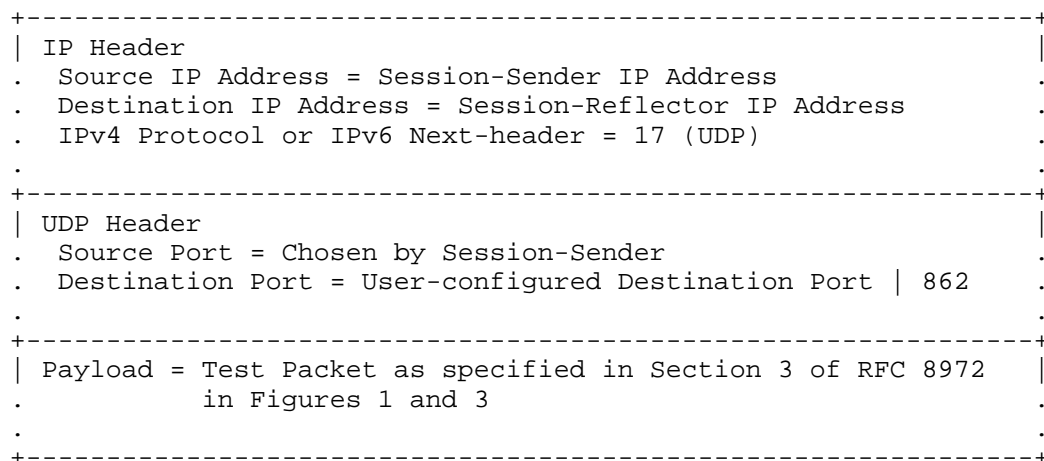 +---------------------------------------------------------------+
| IP Header                                                     |
.  Source IP Address = Session-Sender IP Address                .
.  Destination IP Address = Session-Reflector IP Address        .
.  IPv4 Protocol or IPv6 Next-header = 17 (UDP)                 .
.                                                               .
+---------------------------------------------------------------+
| UDP Header                                                    |
.  Source Port = Chosen by Session-Sender                       .
.  Destination Port = User-configured Destination Port | 862    .
.                                                               .
+---------------------------------------------------------------+
| Payload = Test Packet as specified in Section 3 of RFC 8972   |
.           in Figures 1 and 3                                  .
.                                                               .
+---------------------------------------------------------------+